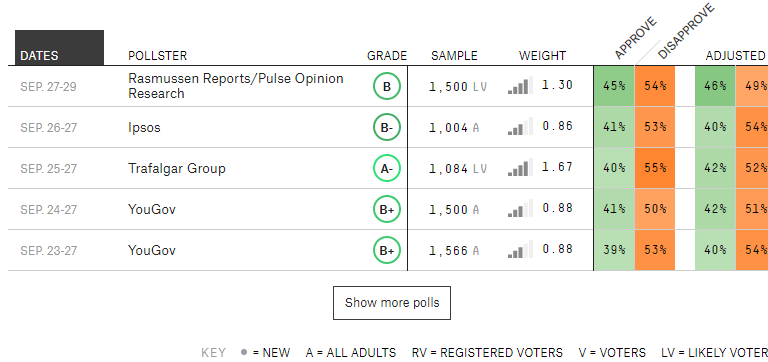 APPROVE
DISAPPROVE
DATES POLLSTER GRADE SAMPLE WEIGHT ADJUSTED
SEP. 27-29 Rasmussen Reports/Pulse Opinion Research B 1,500 LV 1.30 45% 54% 46% 49%
SEP. 26-27 Ipsos B- 1,004 A 0.86 41% 53% 40% 54%
SEP. 25-27 Trafalgar Group A- 1,084 LV 1.67 40% 55% 42% 52%
SEP. 24-27 YouGov B+ 1,500 A 0.88 41% 50% 42% 51%
SEP. 23-27 YouGov B+ 1,566 A 0.88 39% 53% 40% 54%
Show more polls
KEY = NEW A = ALL ADULTS RV = REGISTERED VOTERS V = VOTERS LV = LIKELY VOTER